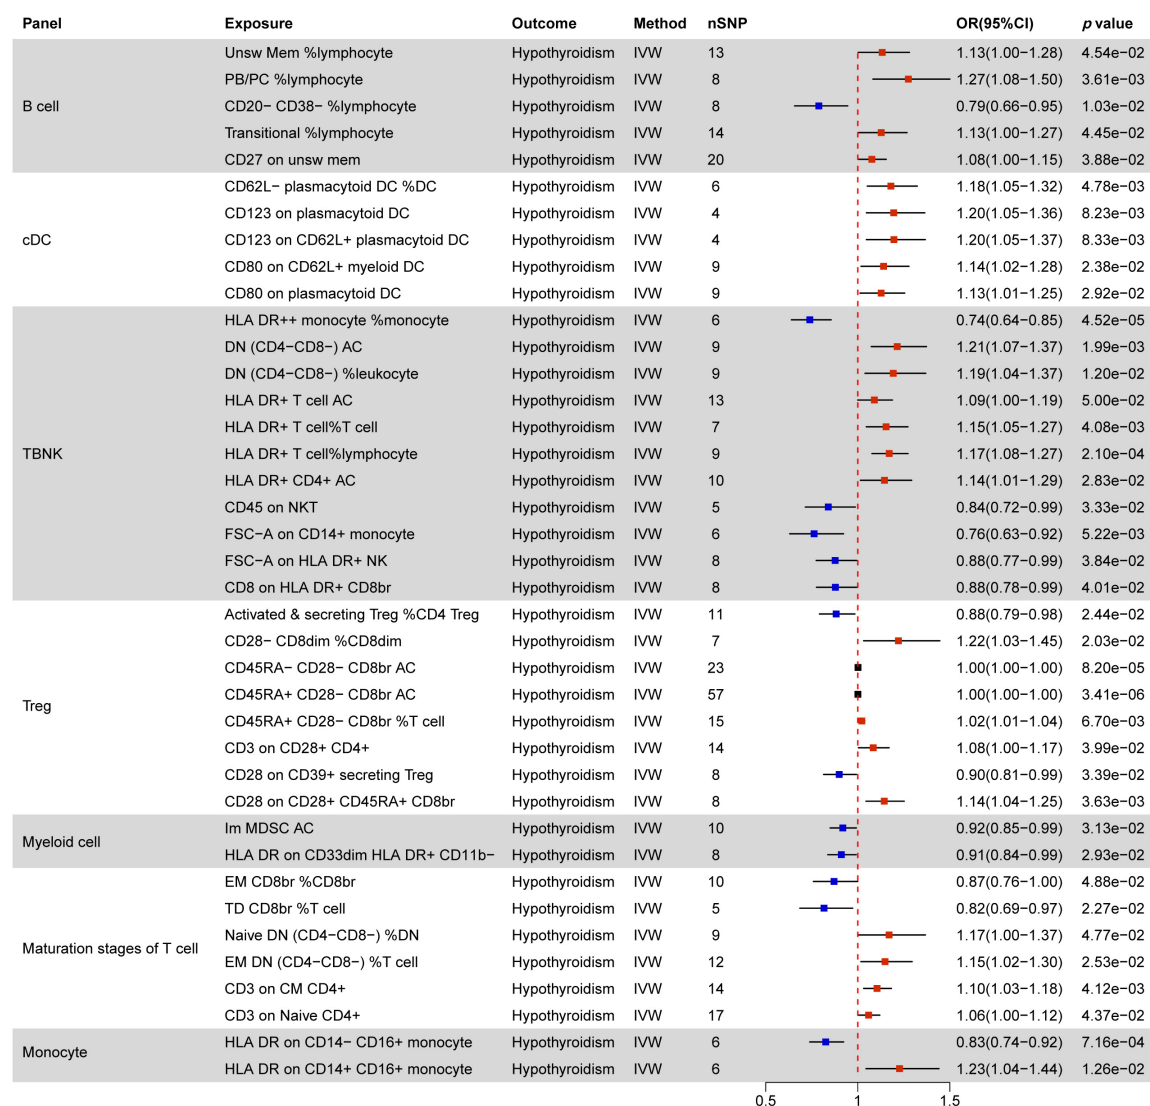 Panel Exposure Outcome Method nSNP OR(95%CI) p value
Unsw Mem %lymphocyte Hypothyroidism IVW 13 1.13(1.00−1.28) 4.54e−02
PB/PC %lymphocyte Hypothyroidism IVW 8 1.27(1.08−1.50) 3.61e−03
B cell CD20− CD38− %lymphocyte Hypothyroidism IVW 8 0.79(0.66−0.95) 1.03e−02
Transitional %lymphocyte Hypothyroidism IVW 14 1.13(1.00−1.27) 4.45e−02
CD27 on unsw mem Hypothyroidism IVW 20 1.08(1.00−1.15) 3.88e−02
CD62L− plasmacytoid DC %DC Hypothyroidism IVW 6 1.18(1.05−1.32) 4.78e−03
CD123 on plasmacytoid DC Hypothyroidism IVW 4 1.20(1.05−1.36) 8.23e−03
cDC CD123 on CD62L+ plasmacytoid DC Hypothyroidism IVW 4 1.20(1.05−1.37) 8.33e−03
CD80 on CD62L+ myeloid DC Hypothyroidism IVW 9 1.14(1.02−1.28) 2.38e−02
CD80 on plasmacytoid DC Hypothyroidism IVW 9 1.13(1.01−1.25) 2.92e−02
HLA DR++ monocyte %monocyte Hypothyroidism IVW 6 0.74(0.64−0.85) 4.52e−05
DN (CD4−CD8−) AC Hypothyroidism IVW 9 1.21(1.07−1.37) 1.99e−03
DN (CD4−CD8−) %leukocyte Hypothyroidism IVW 9 1.19(1.04−1.37) 1.20e−02
HLA DR+ T cell AC Hypothyroidism IVW 13 1.09(1.00−1.19) 5.00e−02
HLA DR+ T cell%T cell Hypothyroidism IVW 7 1.15(1.05−1.27) 4.08e−03
TBNK HLA DR+ T cell%lymphocyte Hypothyroidism IVW 9 1.17(1.08−1.27) 2.10e−04
HLA DR+ CD4+ AC Hypothyroidism IVW 10 1.14(1.01−1.29) 2.83e−02
CD45 on NKT Hypothyroidism IVW 5 0.84(0.72−0.99) 3.33e−02
FSC−A on CD14+ monocyte Hypothyroidism IVW 6 0.76(0.63−0.92) 5.22e−03
FSC−A on HLA DR+ NK Hypothyroidism IVW 8 0.88(0.77−0.99) 3.84e−02
CD8 on HLA DR+ CD8br Hypothyroidism IVW 8 0.88(0.78−0.99) 4.01e−02
Activated & secreting Treg %CD4 Treg Hypothyroidism IVW 11 0.88(0.79−0.98) 2.44e−02
CD28− CD8dim %CD8dim Hypothyroidism IVW 7 1.22(1.03−1.45) 2.03e−02
CD45RA− CD28− CD8br AC Hypothyroidism IVW 23 1.00(1.00−1.00) 8.20e−05
CD45RA+ CD28− CD8br AC Hypothyroidism IVW 57 1.00(1.00−1.00) 3.41e−06
Treg
CD45RA+ CD28− CD8br %T cell Hypothyroidism IVW 15 1.02(1.01−1.04) 6.70e−03
CD3 on CD28+ CD4+ Hypothyroidism IVW 14 1.08(1.00−1.17) 3.99e−02
CD28 on CD39+ secreting Treg Hypothyroidism IVW 8 0.90(0.81−0.99) 3.39e−02
CD28 on CD28+ CD45RA+ CD8br Hypothyroidism IVW 8 1.14(1.04−1.25) 3.63e−03
Im MDSC AC Hypothyroidism IVW 10 0.92(0.85−0.99) 3.13e−02
Myeloid cell
HLA DR on CD33dim HLA DR+ CD11b− Hypothyroidism IVW 8 0.91(0.84−0.99) 2.93e−02
EM CD8br %CD8br Hypothyroidism IVW 10 0.87(0.76−1.00) 4.88e−02
TD CD8br %T cell Hypothyroidism IVW 5 0.82(0.69−0.97) 2.27e−02
Naive DN (CD4−CD8−) %DN Hypothyroidism IVW 9 1.17(1.00−1.37) 4.77e−02
Maturation stages of T cell
EM DN (CD4−CD8−) %T cell Hypothyroidism IVW 12 1.15(1.02−1.30) 2.53e−02
CD3 on CM CD4+ Hypothyroidism IVW 14 1.10(1.03−1.18) 4.12e−03
CD3 on Naive CD4+ Hypothyroidism IVW 17 1.06(1.00−1.12) 4.37e−02
HLA DR on CD14− CD16+ monocyte Hypothyroidism IVW 6 0.83(0.74−0.92) 7.16e−04
Monocyte
HLA DR on CD14+ CD16+ monocyte Hypothyroidism IVW 6 1.23(1.04−1.44) 1.26e−02
0.5 1 1.5